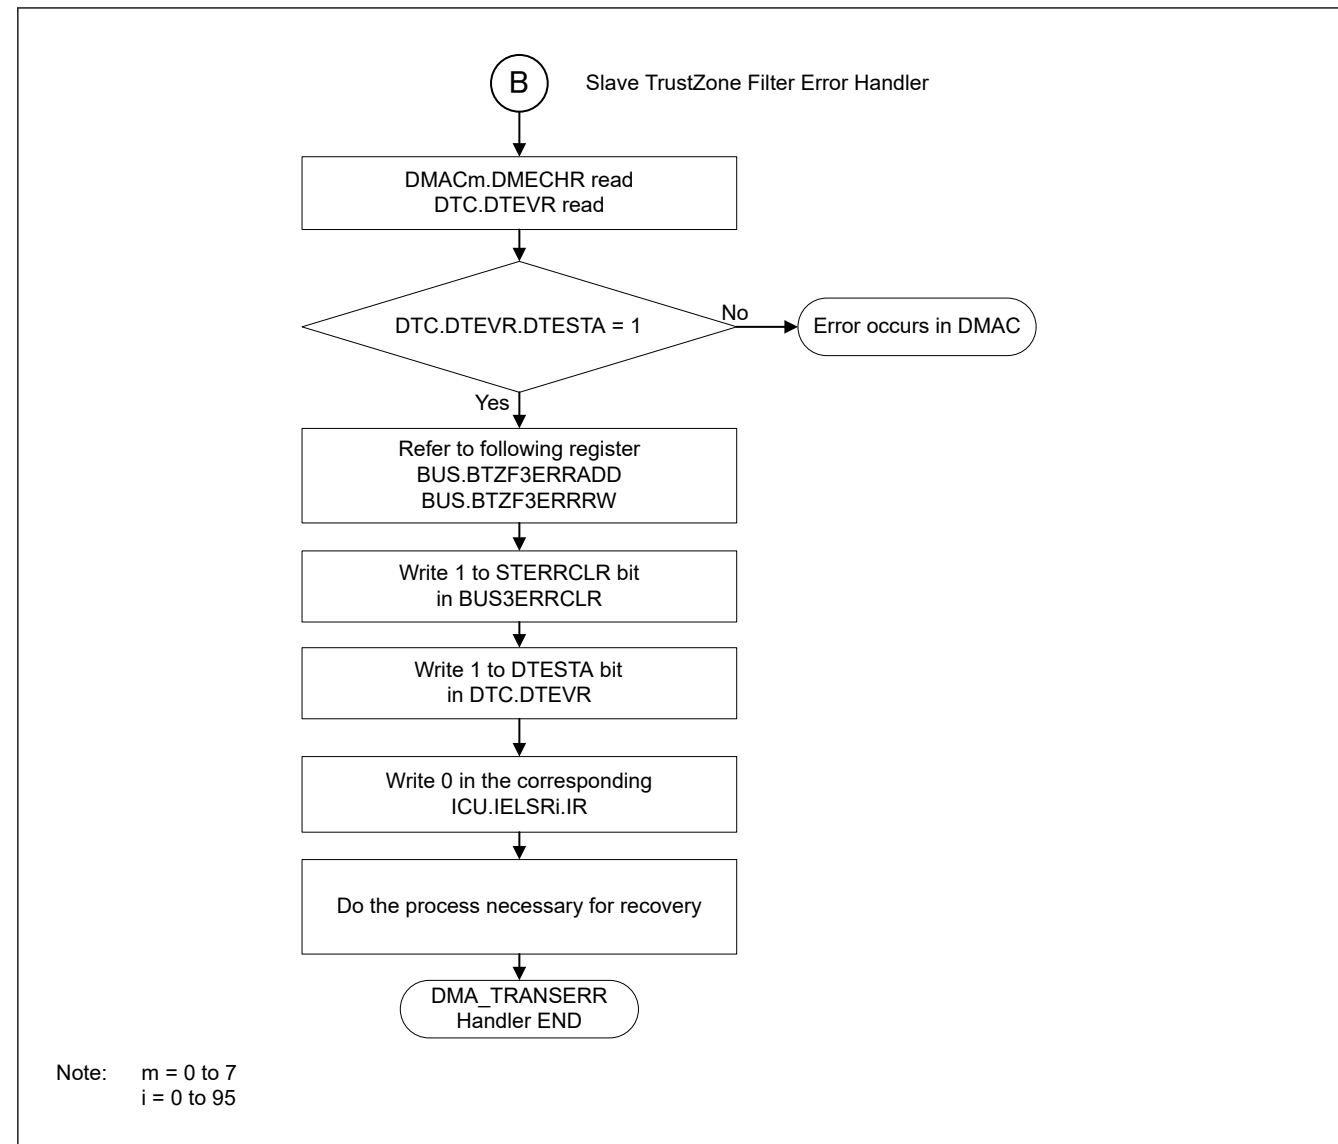 B
Slave TrustZone Filter Error Handler
DMACm.DMECHR read
DTC.DTEVR read
DTC.DTEVR.DTESTA = 1
No
Error occurs in DMAC
Yes
Refer to following register
BUS.BTZF3ERRADD
BUS.BTZF3ERRRW
Write 1 to STERRCLR bit
in BUS3ERRCLR
Write 1 to DTESTA bit
in DTC.DTEVR
Write 0 in the corresponding
ICU.IELSRi.IR
Do the process necessary for recovery
DMA_TRANSERR
Handler END
Note: m = 0 to 7
i = 0 to 95